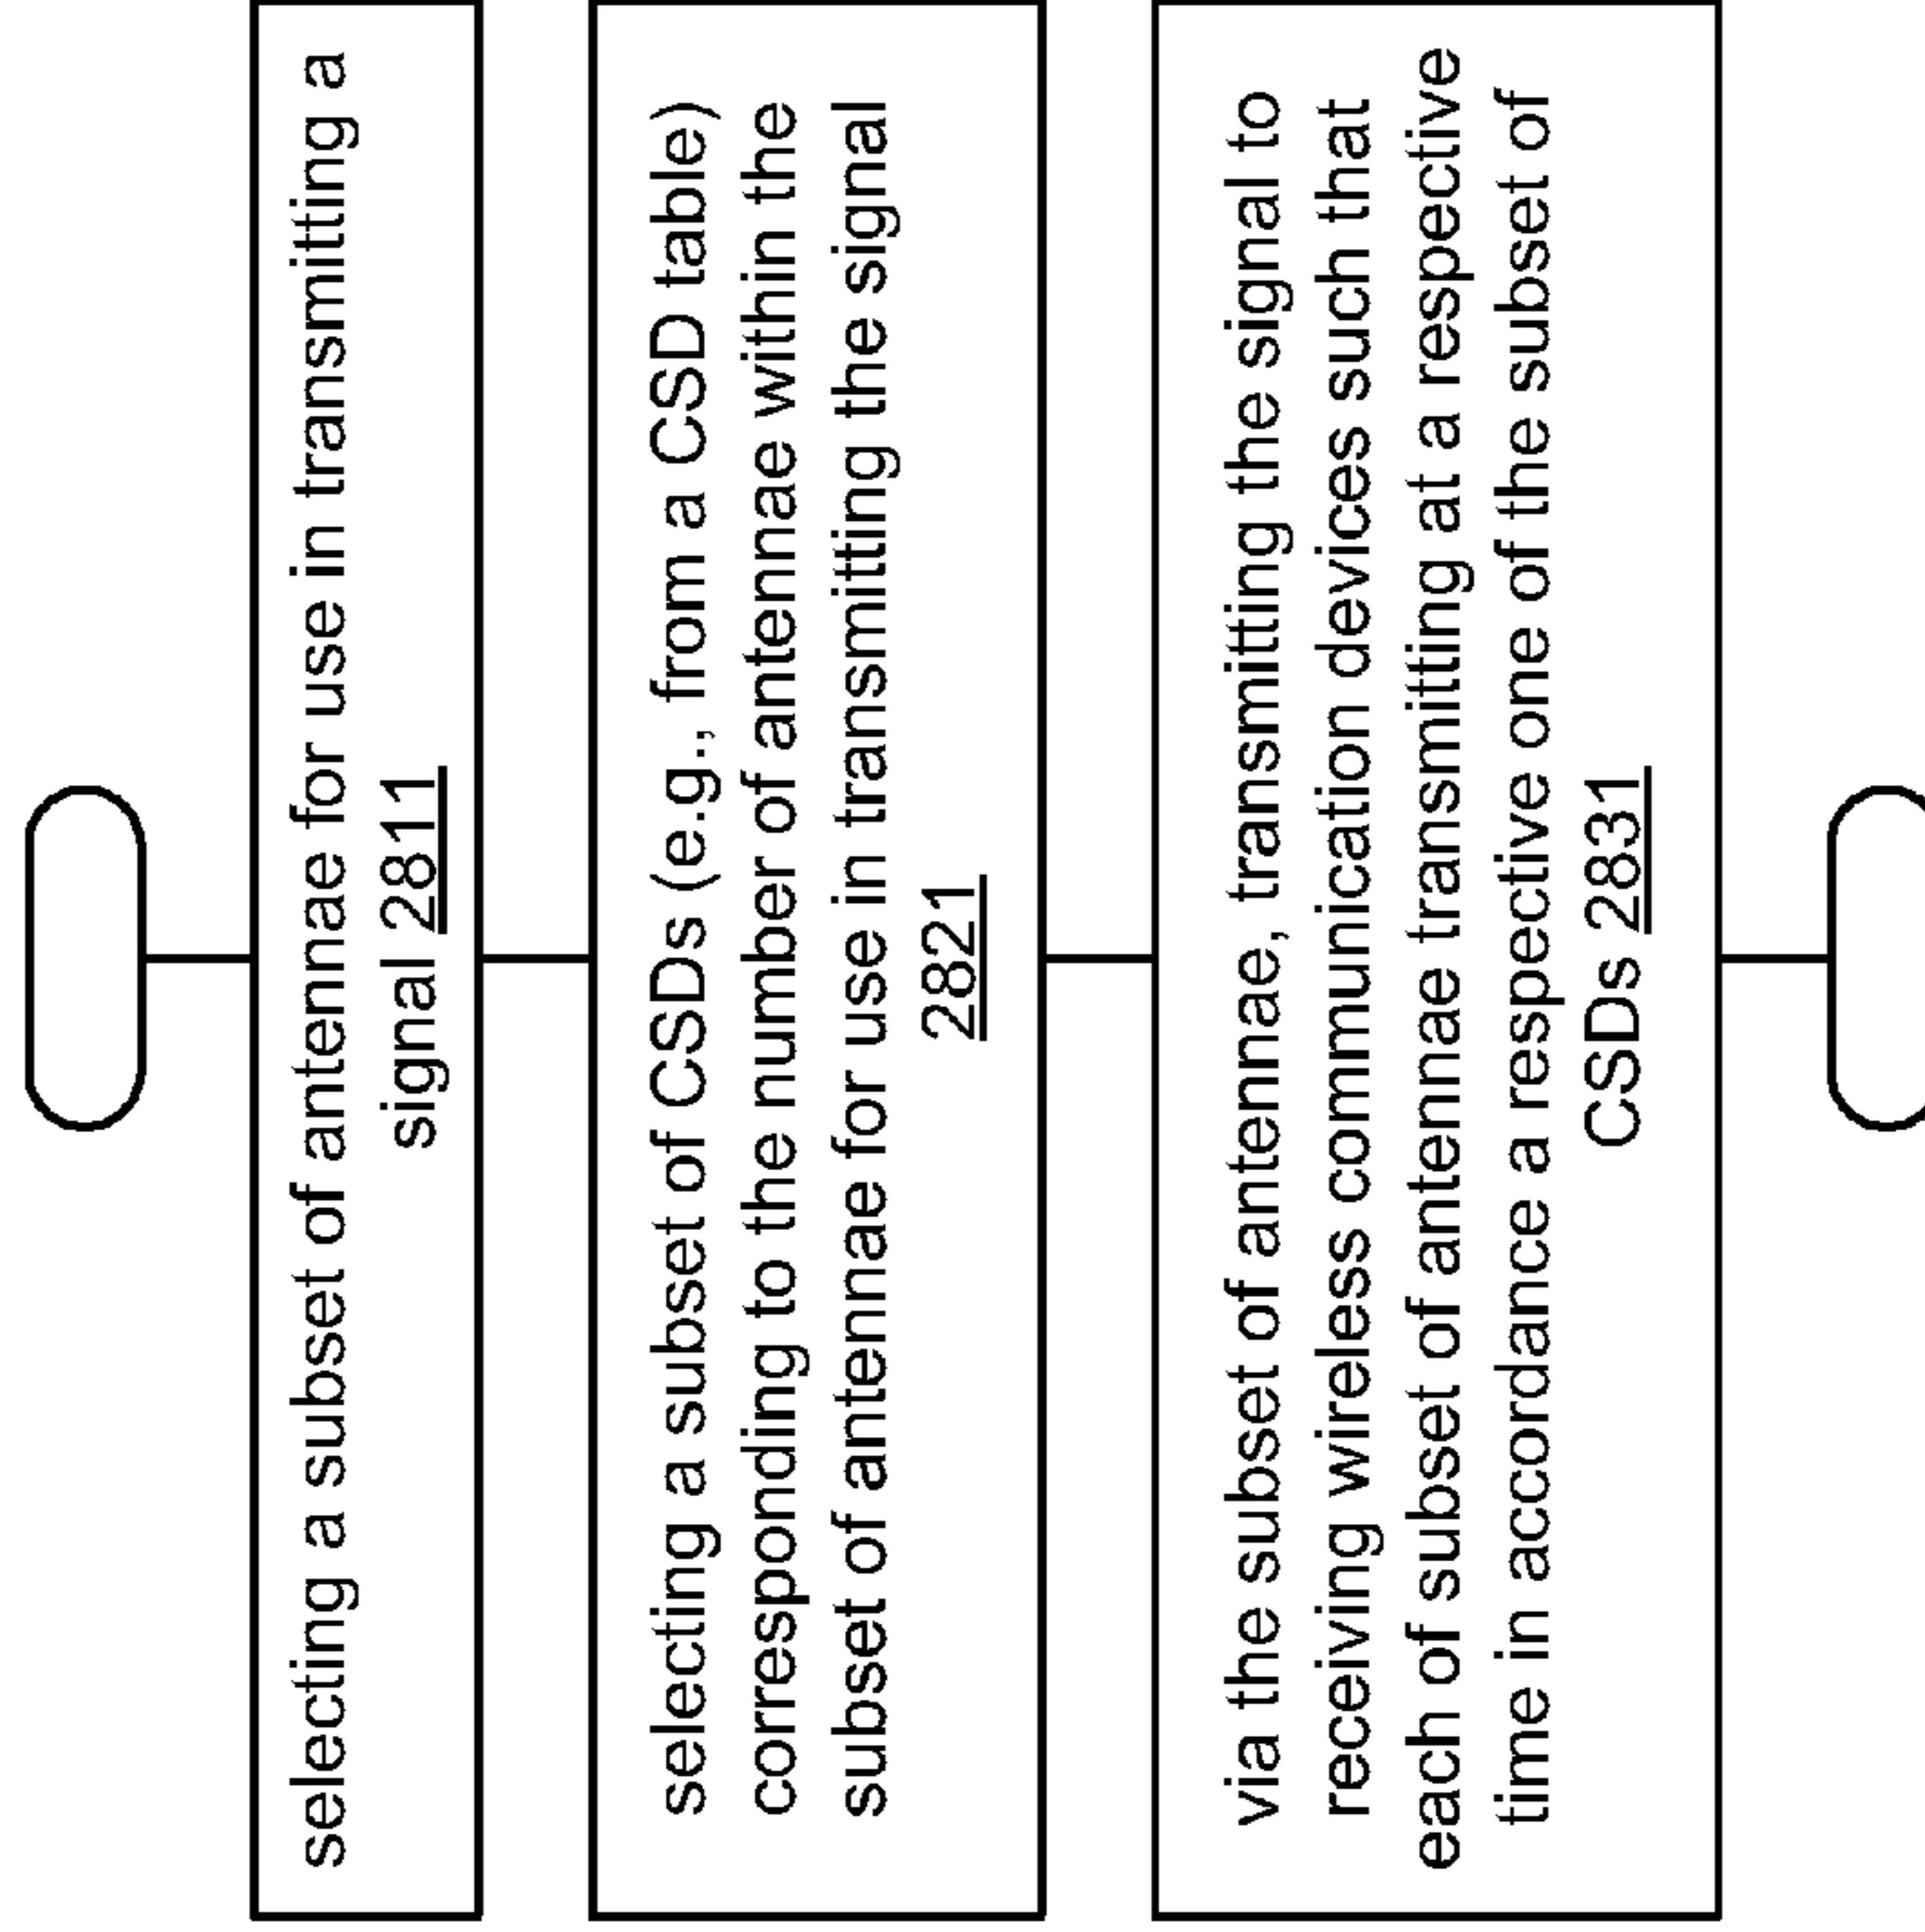 selecting a subset of antennae for use in transmitting a
signal 2811
selecting a subset of CSDs (e.g., from a CSD table)
corresponding to the number of antennae within the
subset of antennae for use in transmitting the signal
2821
via the subset of antennae, transmitting the signal to
receiving wireless communication devices such that
each of subset of antennae transmitting at a respective
time in accordance a respective one of the subset of
CSDs 2831